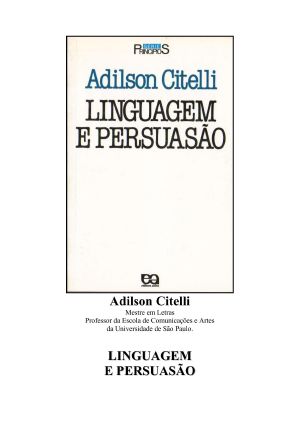 SÉRIE
PRINCÍPIOS
Adilson Citelli
LINGUAGEM
E PERSUASÃO
Adilson Citelli
Mestre em Letras
Professor da Escola de Comunicações e Artes
da Universidade de São Paulo.
LINGUAGEM
E PERSUASÃO